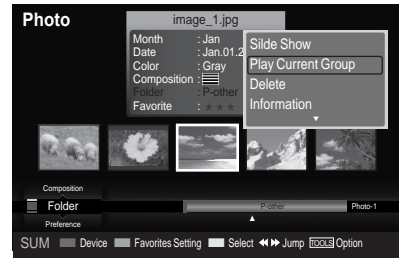 Photo
image_1.jpg
Month : Jan
Date : Jan.01.2
Color : Gray
Composition :
Folder : P-other
Favorite : ★ ★ ★
Silde Show
Play Current Group
Delete
Information
Composition
Folder
Preference
P-other
Photo-1
SUM Device Favorites Setting Select Jump TOOLS Option